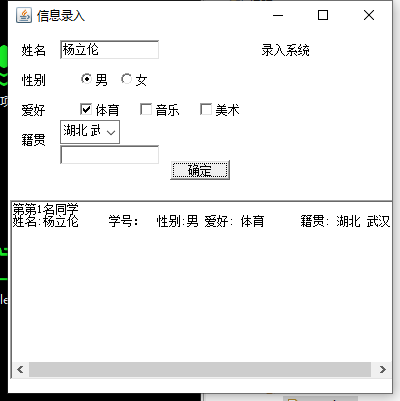 信息录入
姓名 杨立伦 录入系统
性别 男 女
爱好 体育 音乐 美术
籍贯 湖北 武
确定
第第1名同学
姓名:杨立伦 学号: 性别:男 爱好: 体育 籍贯: 湖北 武汉
项
le